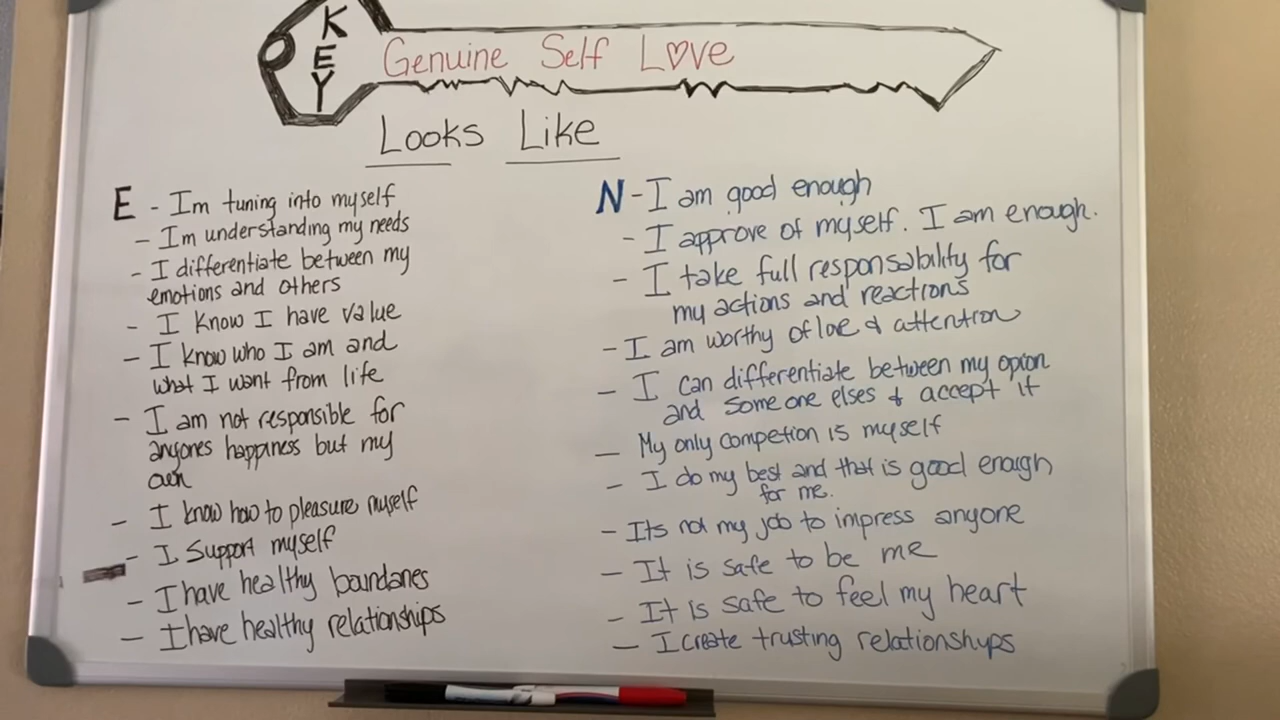 KEY
Genuine Self Love
Looks Like
E - Im tuning into myself
- Im understanding my needs
- I differentiate between my
emotions and others
- I know I have value
- I know who I am and
what I want from life
- I am not responsible for
anyones happiness but my
own
- I know how to pleasure myself
- I support myself
- I have healthy boundaries
- I have healthy relationships
N - I am good enough
- I approve of myself. I am enough.
- I take full responsability for
my actions and reactions
- I am worthy of love & attention
- I can differentiate between my opion
and someone elses & accept it
- My only competion is myself
- I do my best and that is good enough
for me.
- Its not my job to impress anyone
- It is safe to be me
- It is safe to feel my heart
- I create trusting relationships